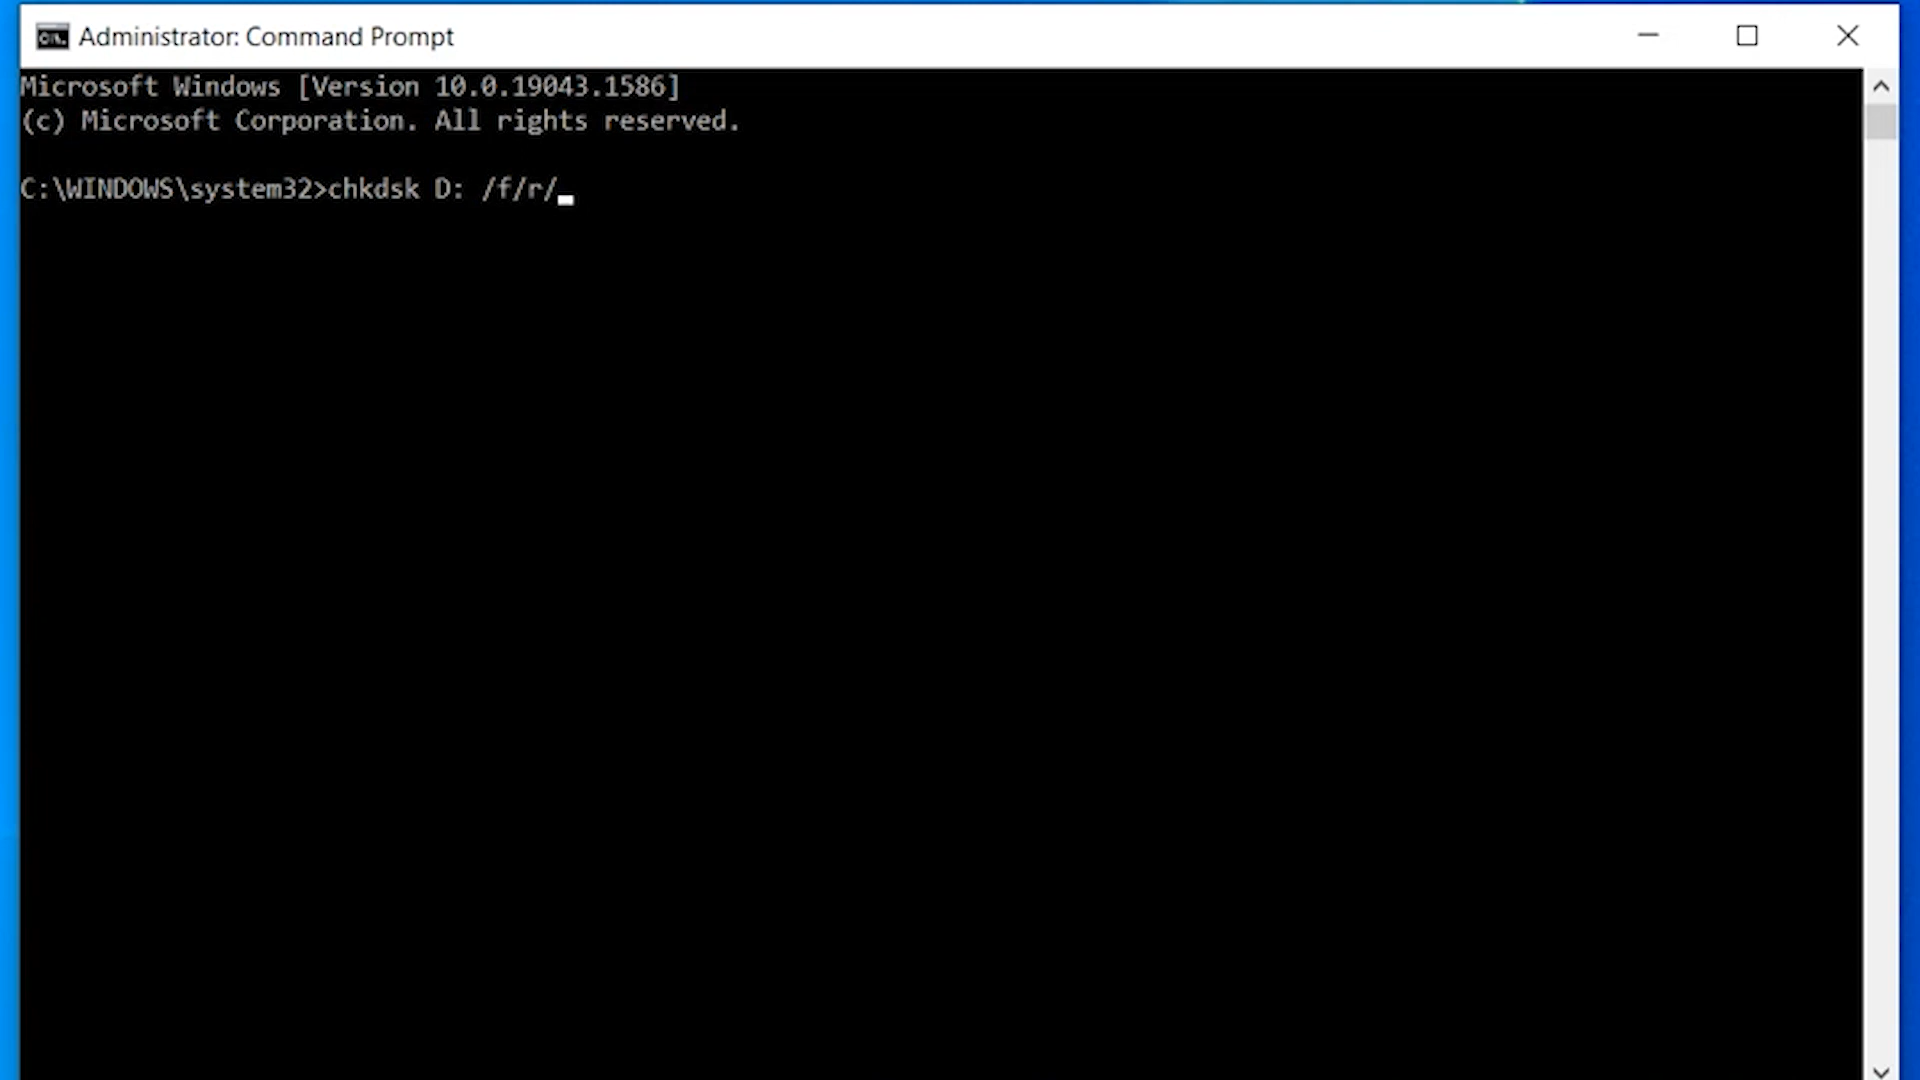 Administrator: Command Prompt
Microsoft Windows [Version 10.0.19043.1586]
(c) Microsoft Corporation. All rights reserved.
C:\WINDOWS\system32>chkdsk D: /f/r/